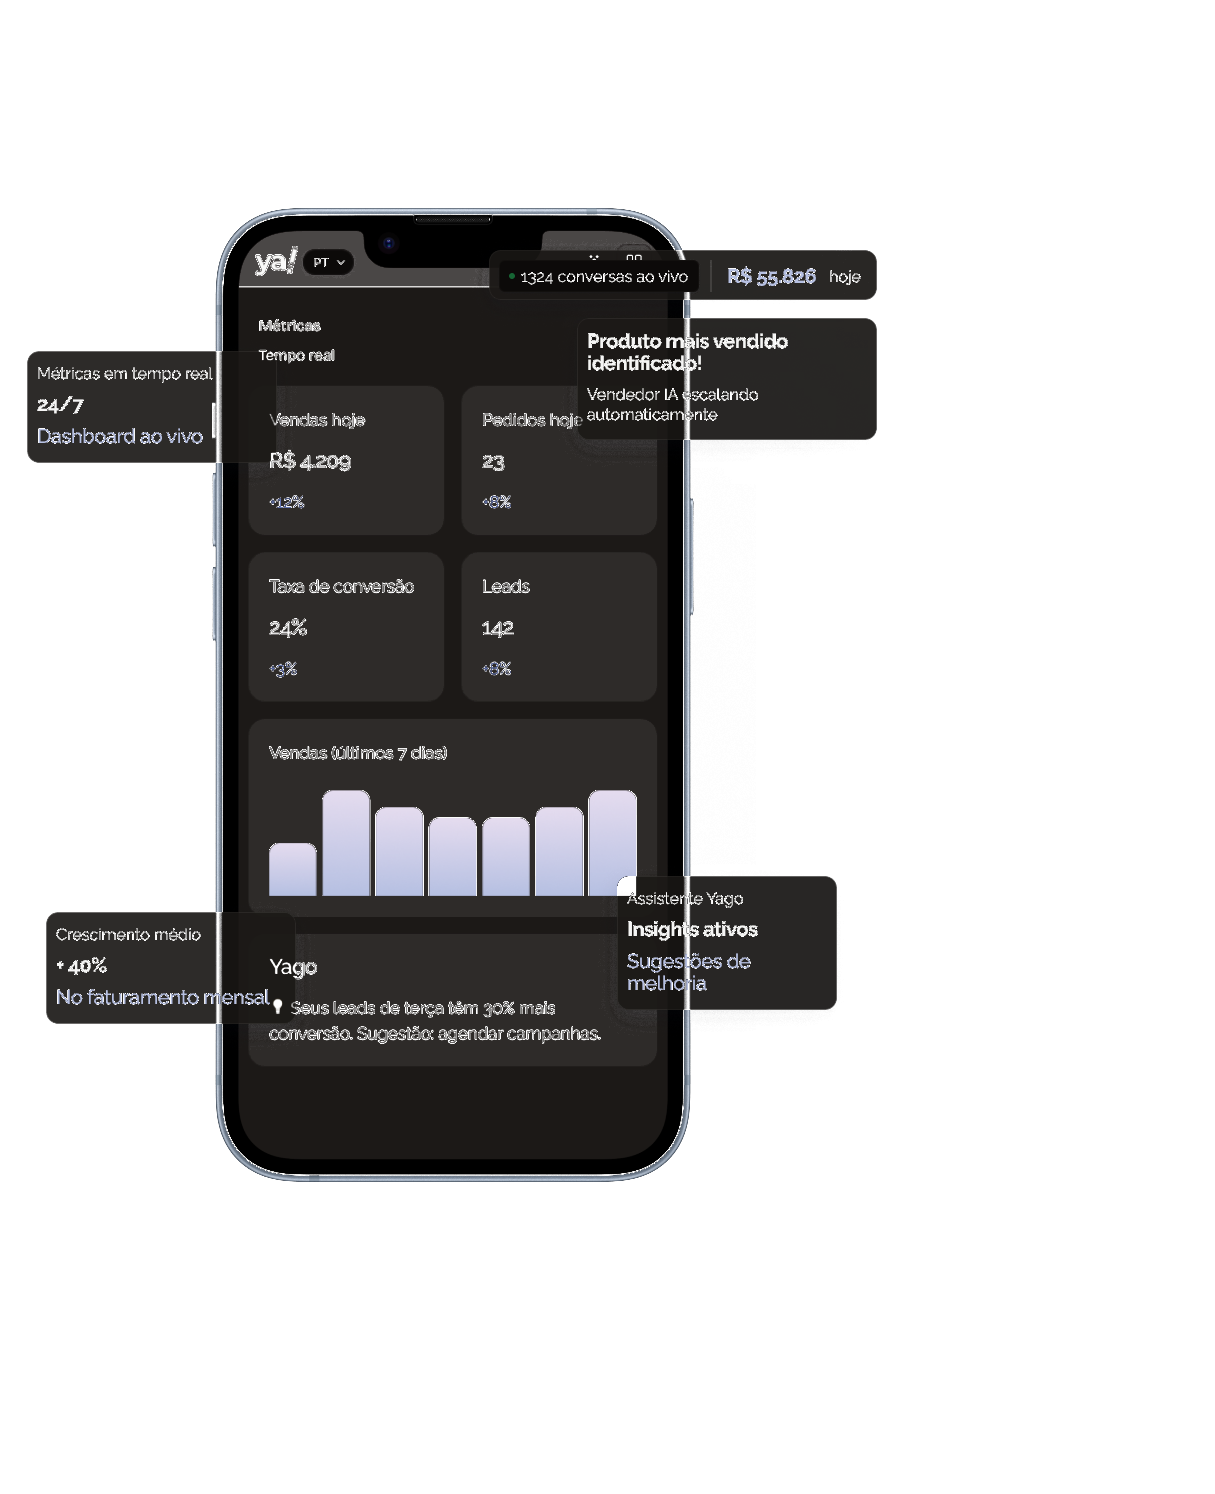 ya!
PT
1324 conversas ao vivo
R$ 55.826 hoje
Métricas
Tempo real
Produto mais vendido
identificado!
Vendedor IA escalando
automaticamente
Métricas em tempo real
24/7
Dashboard ao vivo
Vendas hoje
R$ 4.209
+12%
Pedidos hoje
23
+8%
Taxa de conversão
24%
+3%
Leads
142
+8%
Vendas (últimos 7 dias)
Assistente Yago
Insights ativos
Sugestões de
melhoria
Crescimento médio
+ 40%
No faturamento mensal
Yago
Seus leads de terça têm 30% mais
conversão. Sugestão: agendar campanhas.